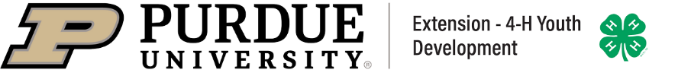 P PURDUE
UNIVERSITY®
Extension - 4-H Youth
Development
H H
H H